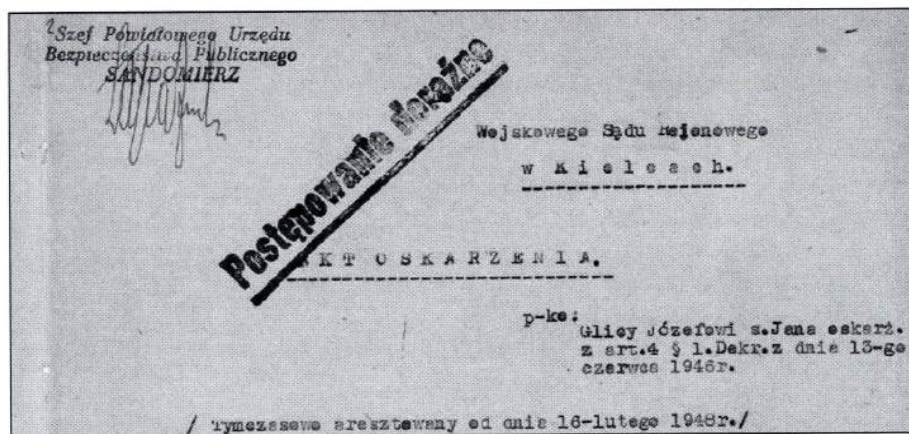 Szef Powiatowego Urzędu
Bezpieczeństwa Publicznego
SANDOMIERZ
Postępowanie doraźne
Wojskowego Sądu Rejonowego
w Kielcach.
AKT OSKARZENIA.
p-ko:
Glicy Józefowi s.Jana oskarż.
z art.4 § 1.Dekr.z dnia 13-go
czerwca 1946r.
/ Tymczasowo aresztowany od dnia 16-lutego 1948r./